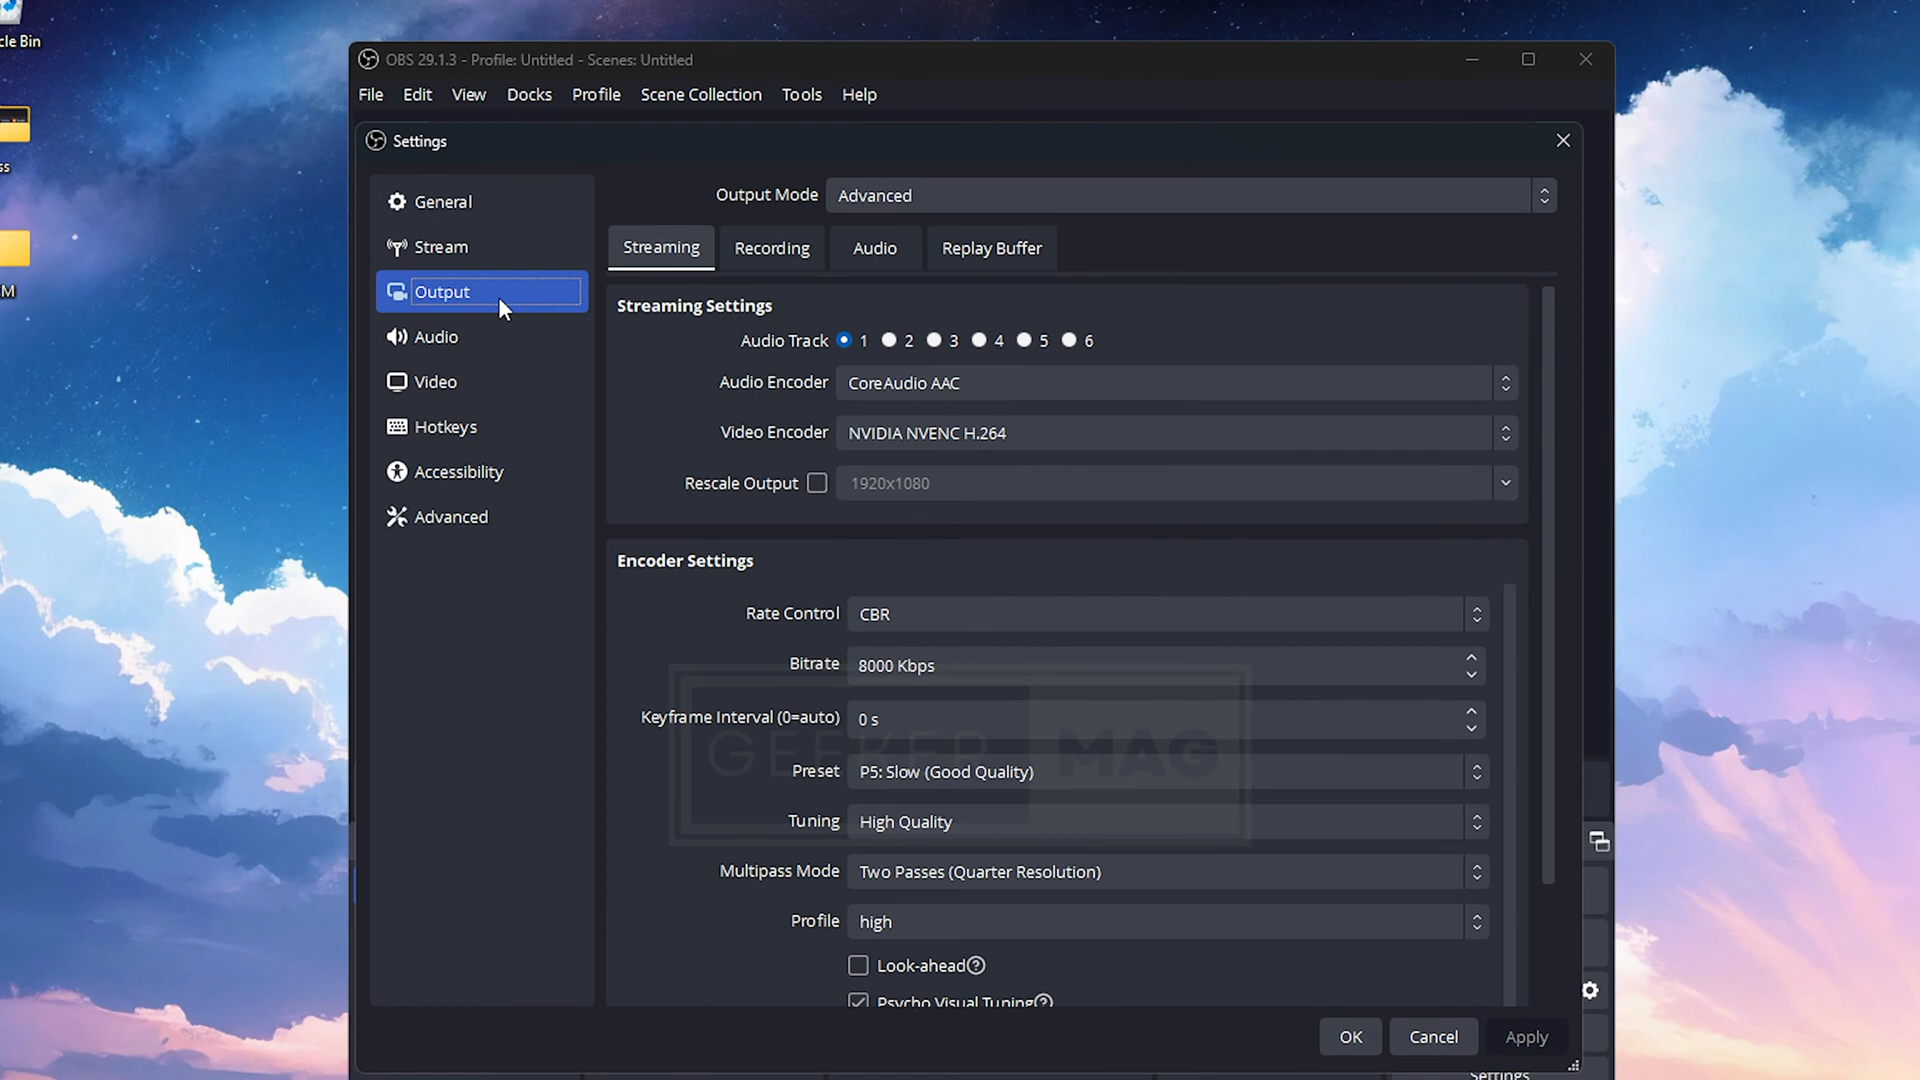 cle Bin
ss
M
OBS 29.1.3 - Profile: Untitled - Scenes: Untitled
File Edit View Docks Profile Scene Collection Tools Help
Settings
General
Stream
Output
Audio
Video
Hotkeys
Accessibility
Advanced
Output Mode Advanced
Streaming Recording Audio Replay Buffer
Streaming Settings
Audio Track 1 2 3 4 5 6
Audio Encoder CoreAudio AAC
Video Encoder NVIDIA NVENC H.264
Rescale Output 1920x1080
Encoder Settings
Rate Control CBR
Bitrate 8000 Kbps
Keyframe Interval (0=auto) 0 s
GEEKER MAG
Preset P5: Slow (Good Quality)
Tuning High Quality
Multipass Mode Two Passes (Quarter Resolution)
Profile high
Look-ahead
Psycho Visual Tuning
OK Cancel Apply
Settings